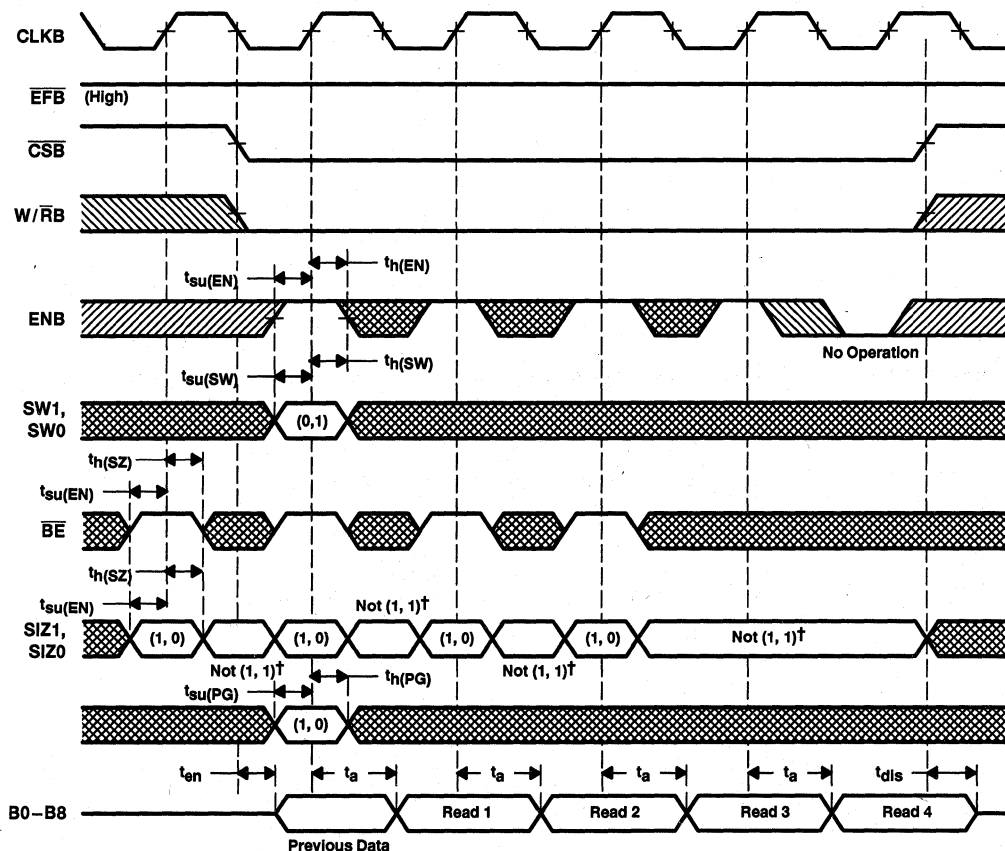 CLKB
EFB (High)
CSB
W/RB
th(EN)
tsu(EN)
ENB
No Operation
th(SW)
tsu(SW)
SW1,
SW0
(0,1)
th(SZ)
tsu(EN)
BE
th(SZ)
tsu(EN)
Not (1, 1)†
SIZ1,
SIZ0
(1, 0) (1, 0) (1, 0) (1, 0) Not (1, 1)†
Not (1, 1)† Not (1, 1)†
th(PG)
tsu(PG)
(1, 0)
ten ta ta ta ta tdis
B0–B8
Read 1 Read 2 Read 3 Read 4
Previous Data